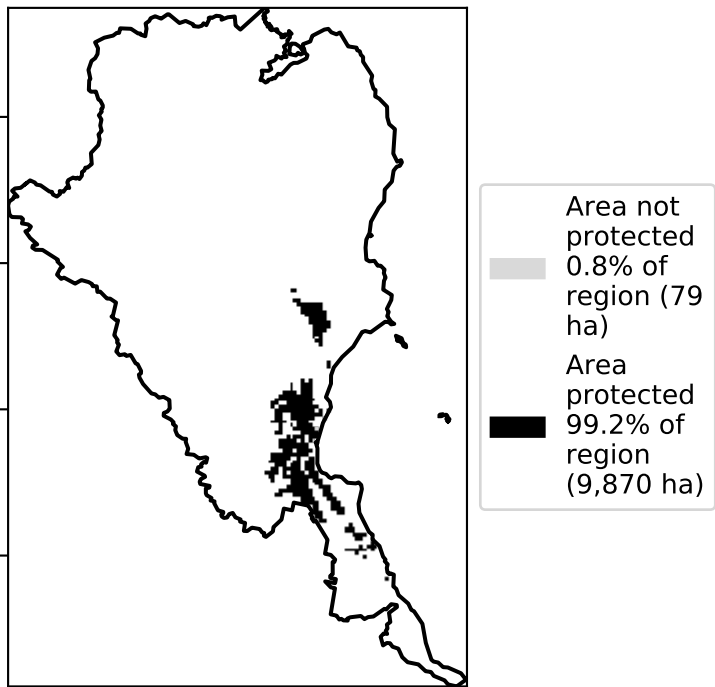 Area not
protected
0.8% of
region (79
ha)
Area
protected
99.2% of
region
(9,870 ha)